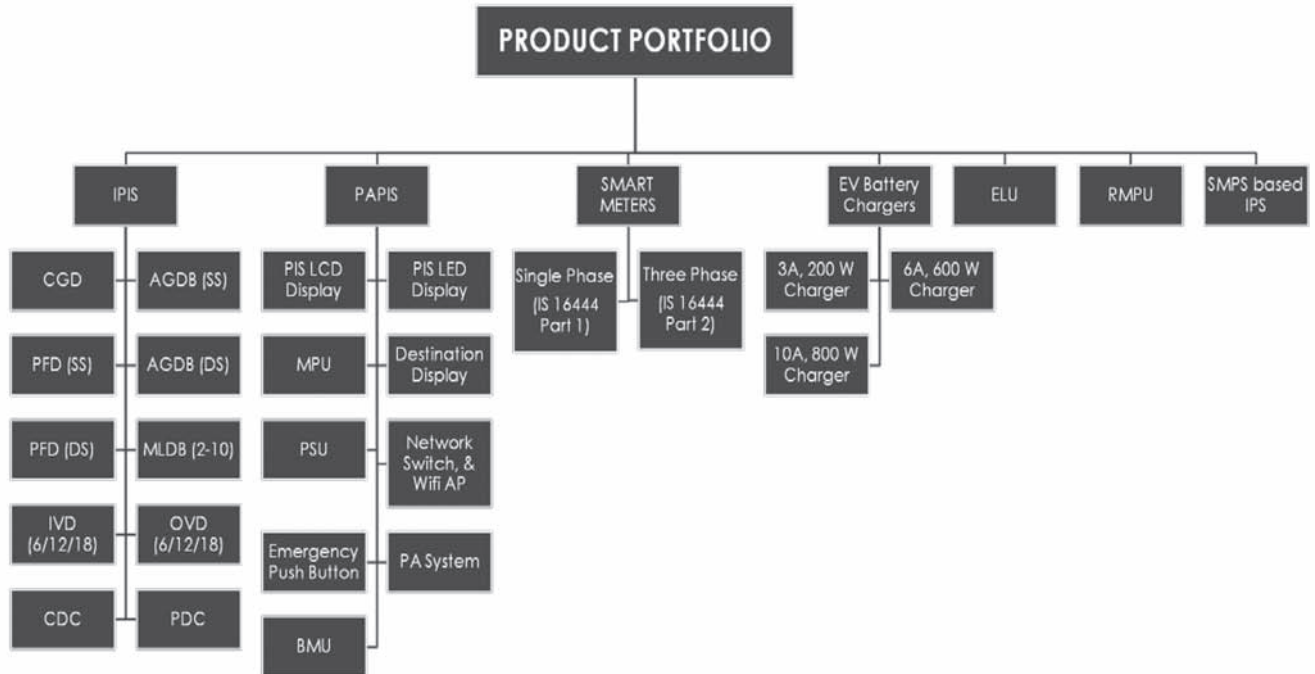 PRODUCT PORTFOLIO
IPIS
PAPIS
SMART
METERS
EV Battery
Chargers
ELU
RMPU
SMPS based
IPS
CGD
AGDB (SS)
PFD (SS)
AGDB (DS)
PFD (DS)
MLDB (2-10)
IVD
(6/12/18)
OVD
(6/12/18)
CDC
PDC
PIS LCD
Display
PIS LED
Display
MPU
Destination
Display
PSU
Network
Switch, &
Wifi AP
Emergency
Push Button
PA System
BMU
Single Phase
(IS 16444
Part 1)
Three Phase
(IS 16444
Part 2)
3A, 200 W
Charger
6A, 600 W
Charger
10A, 800 W
Charger